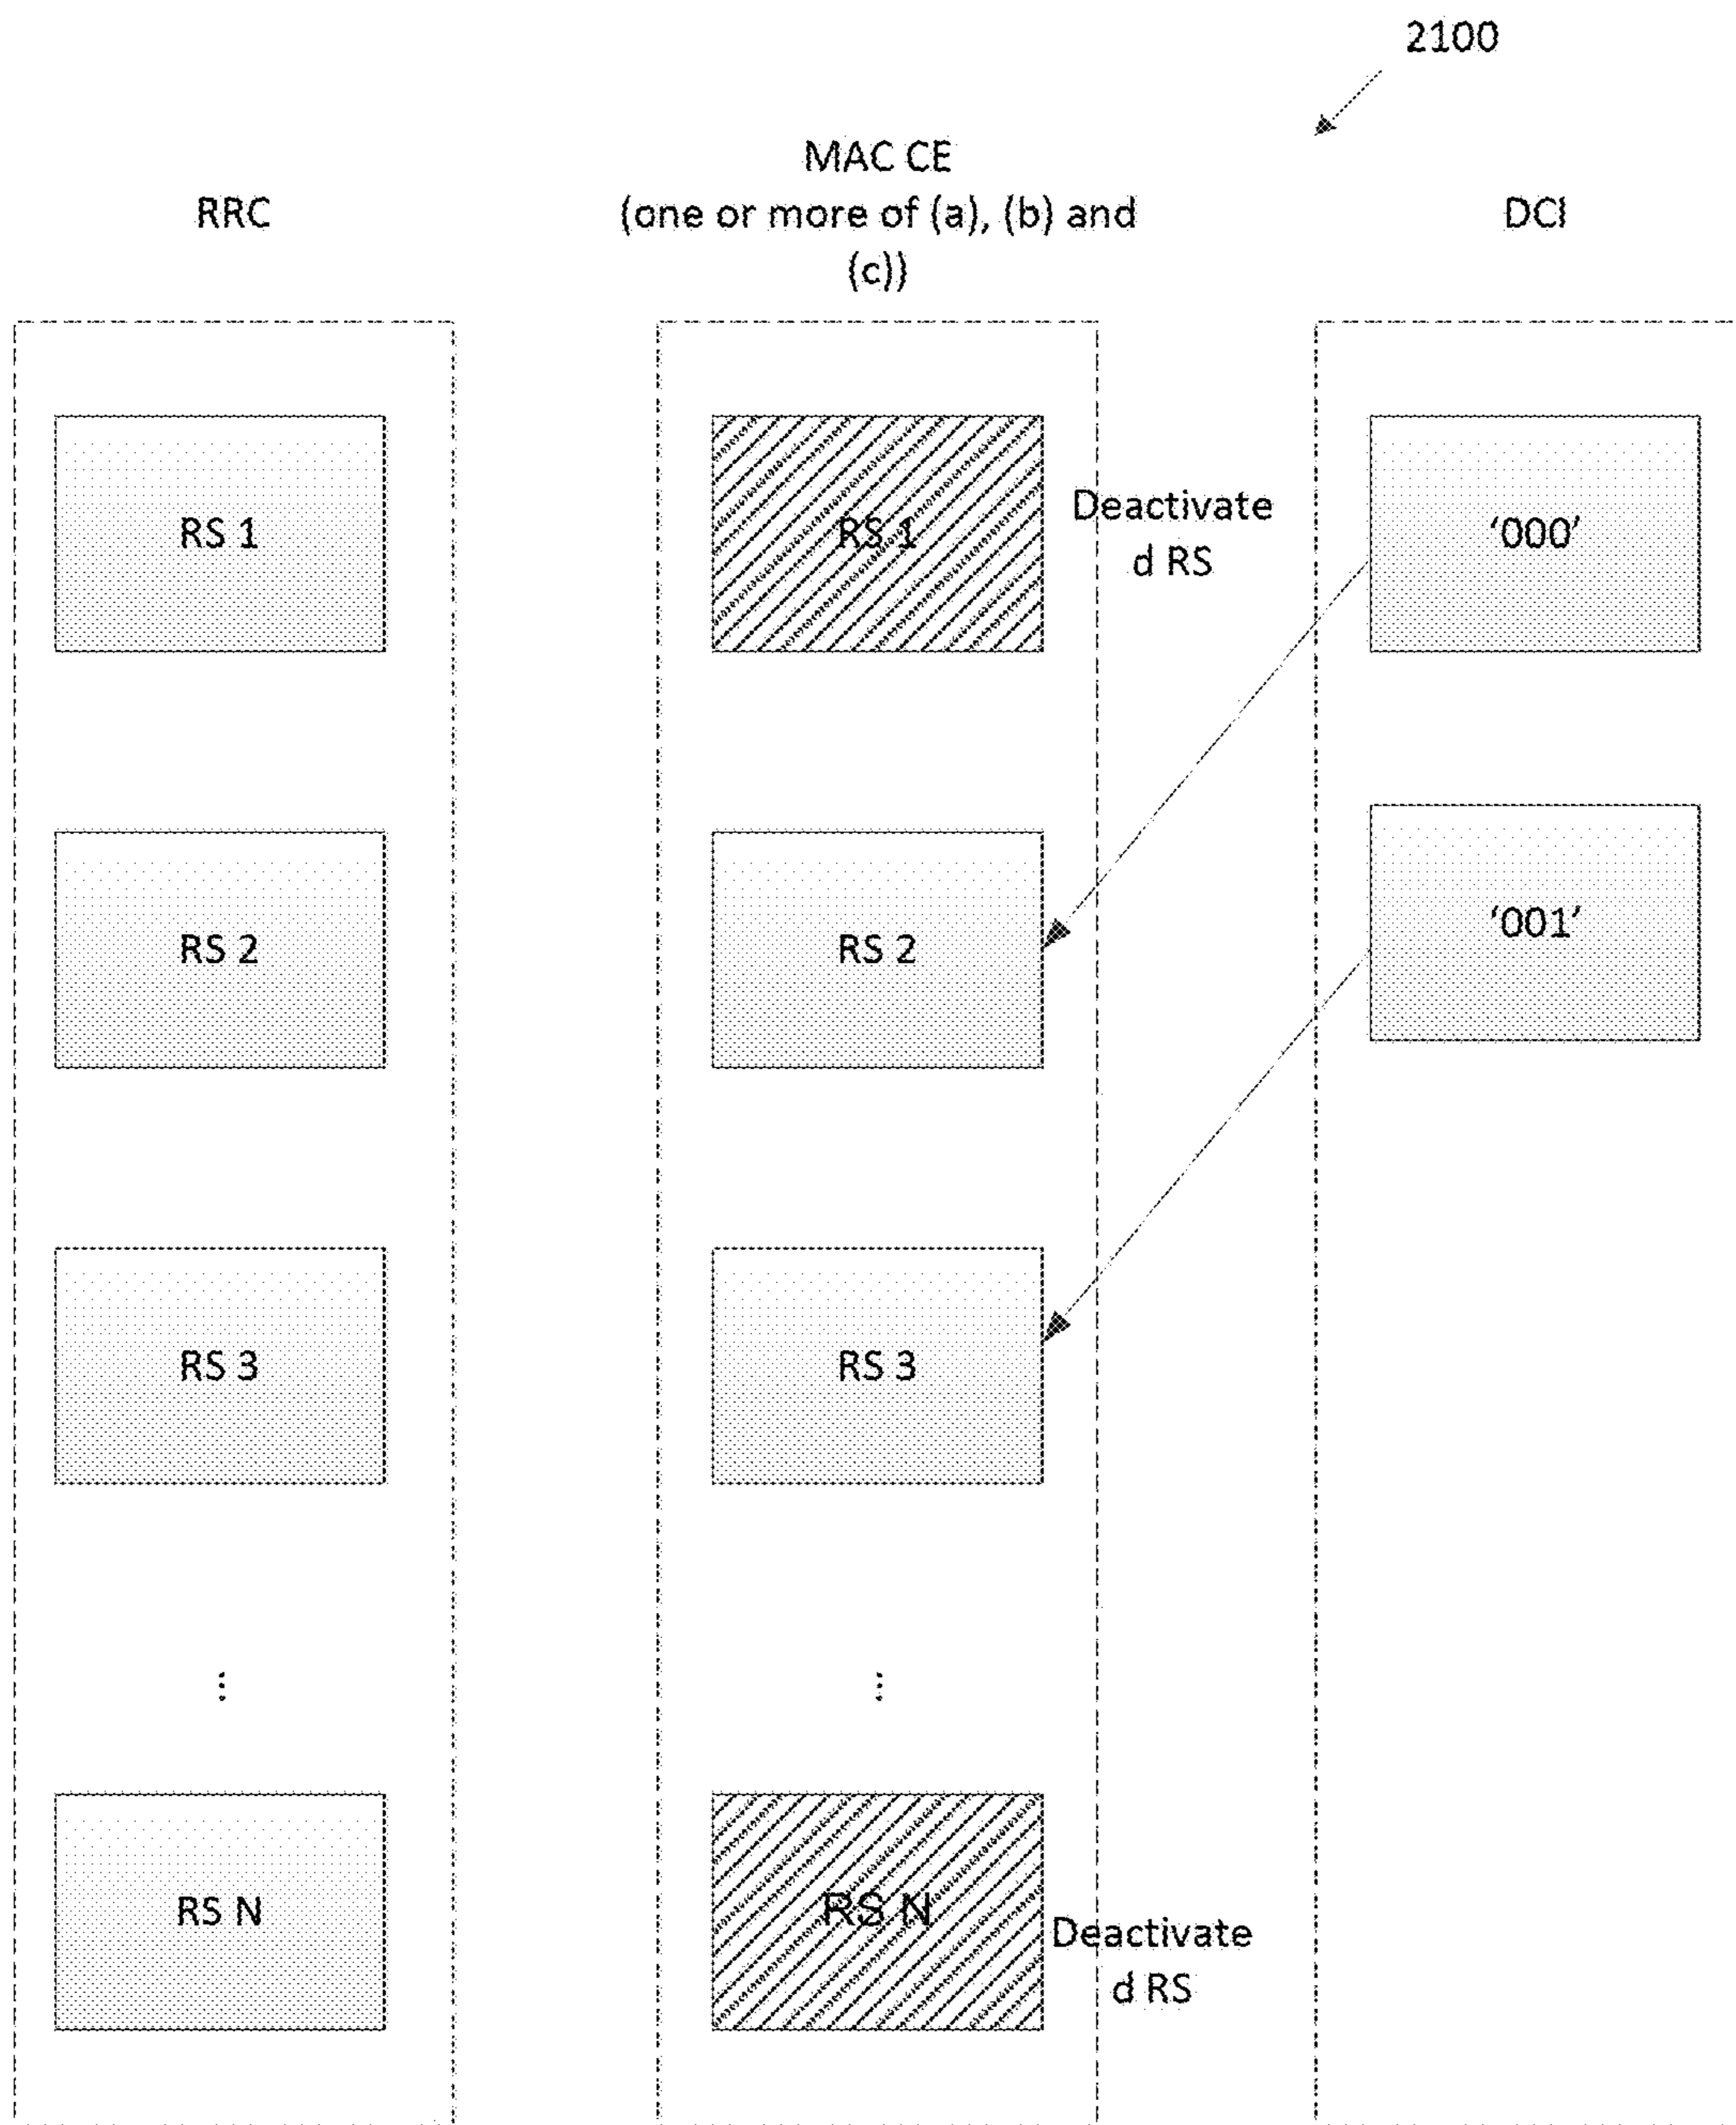 2100
RRC
MAC CE
(one or more of (a), (b) and
(c))
DCI
RS 1
RS 1
Deactivate
d RS
'000'
RS 2
RS 2
'001'
RS 3
RS 3
⋮
⋮
RS N
RS N
Deactivate
d RS